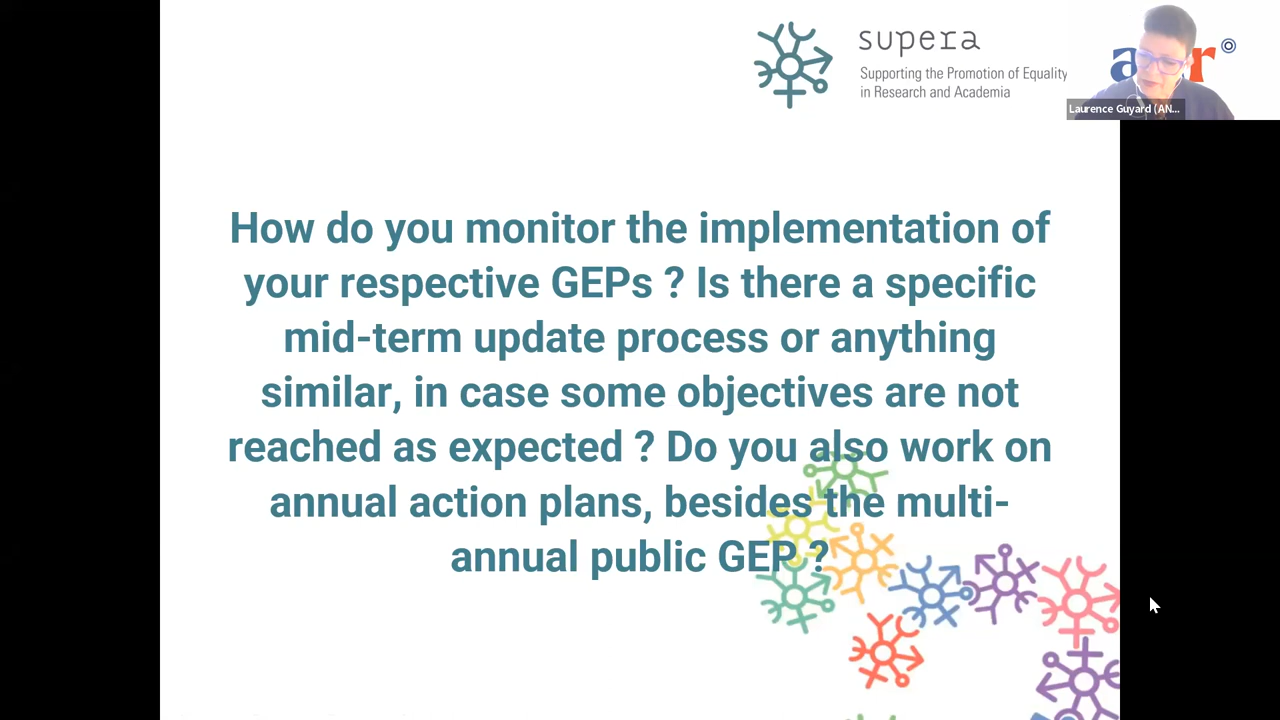 supera
Supporting the Promotion of Equality
in Research and Academia
Laurence Guyard (AN...
How do you monitor the implementation of
your respective GEPs ? Is there a specific
mid-term update process or anything
similar, in case some objectives are not
reached as expected ? Do you also work on
annual action plans, besides the multi-
annual public GEP ?